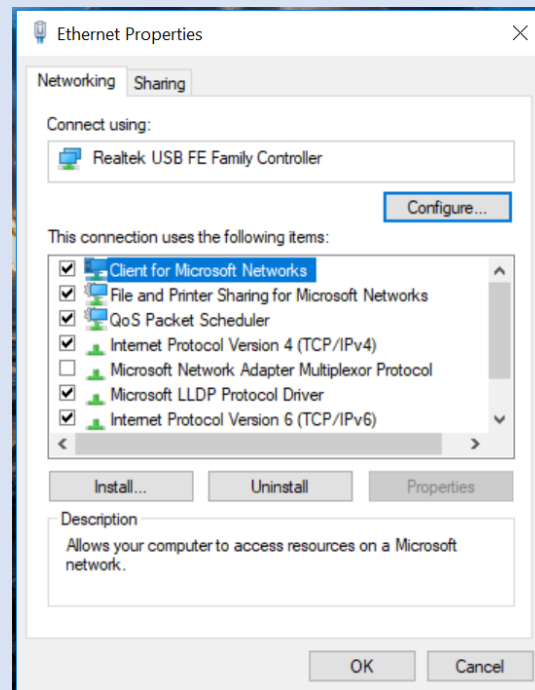 Ethernet Properties
Networking
Sharing
Connect using:
Realtek USB FE Family Controller
Configure...
This connection uses the following items:
Client for Microsoft Networks
File and Printer Sharing for Microsoft Networks
QoS Packet Scheduler
Internet Protocol Version 4 (TCP/IPv4)
Microsoft Network Adapter Multiplexor Protocol
Microsoft LLDP Protocol Driver
Internet Protocol Version 6 (TCP/IPv6)
Install...
Uninstall
Properties
Description
Allows your computer to access resources on a Microsoft
network.
OK
Cancel